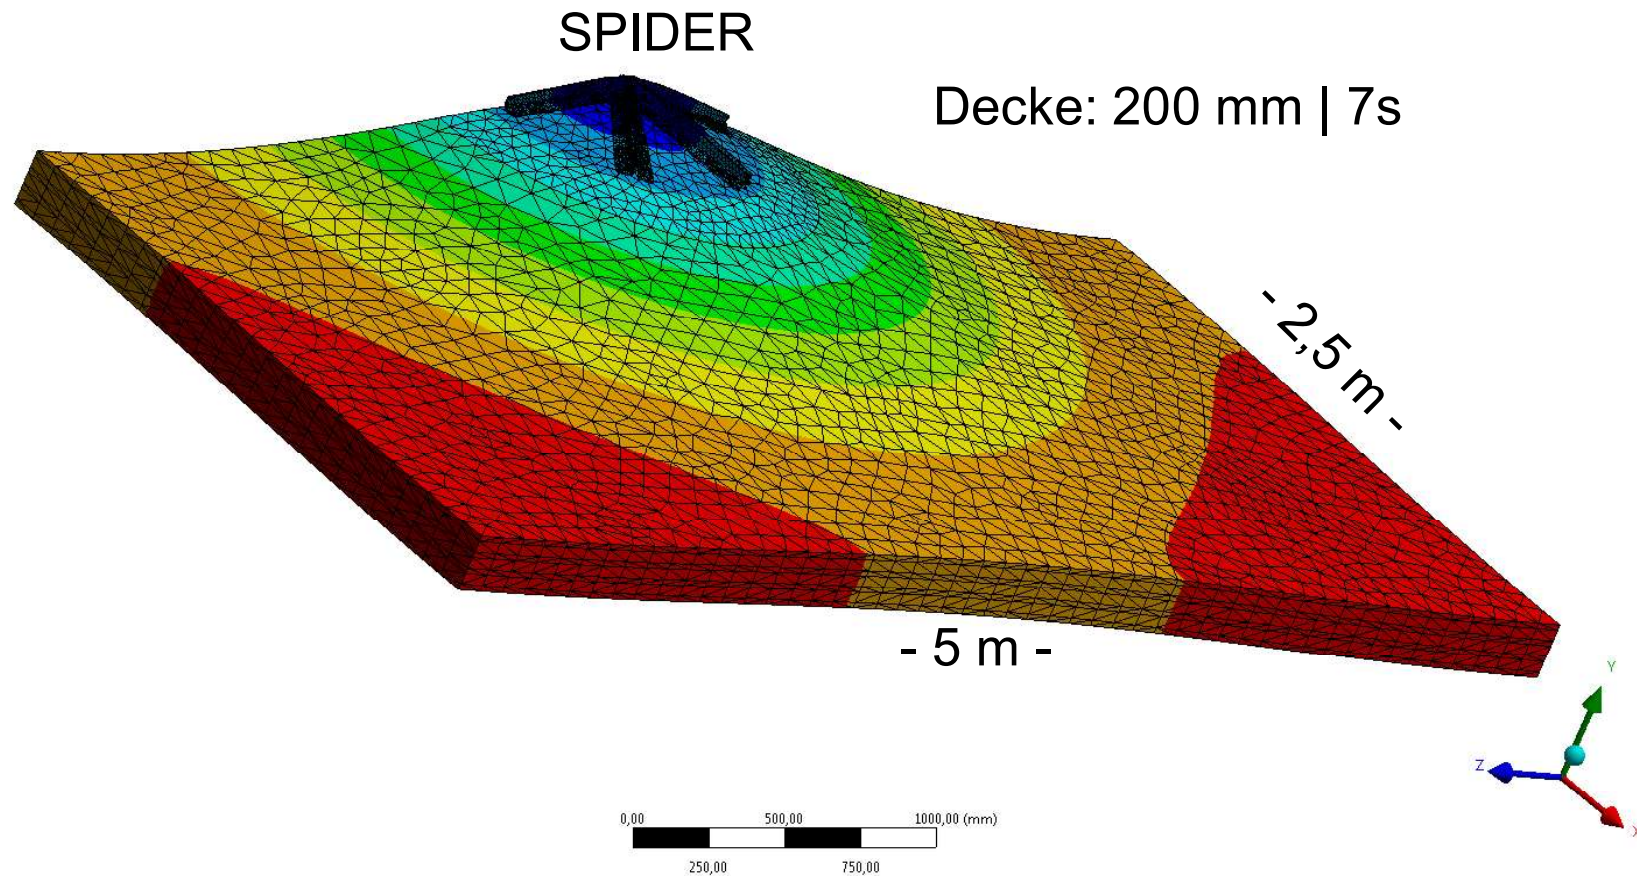 SPIDER
Decke: 200 mm | 7s
- 2,5 m -
- 5 m -
Y
Z
X
0,00 500,00 1000,00 (mm)
250,00 750,00